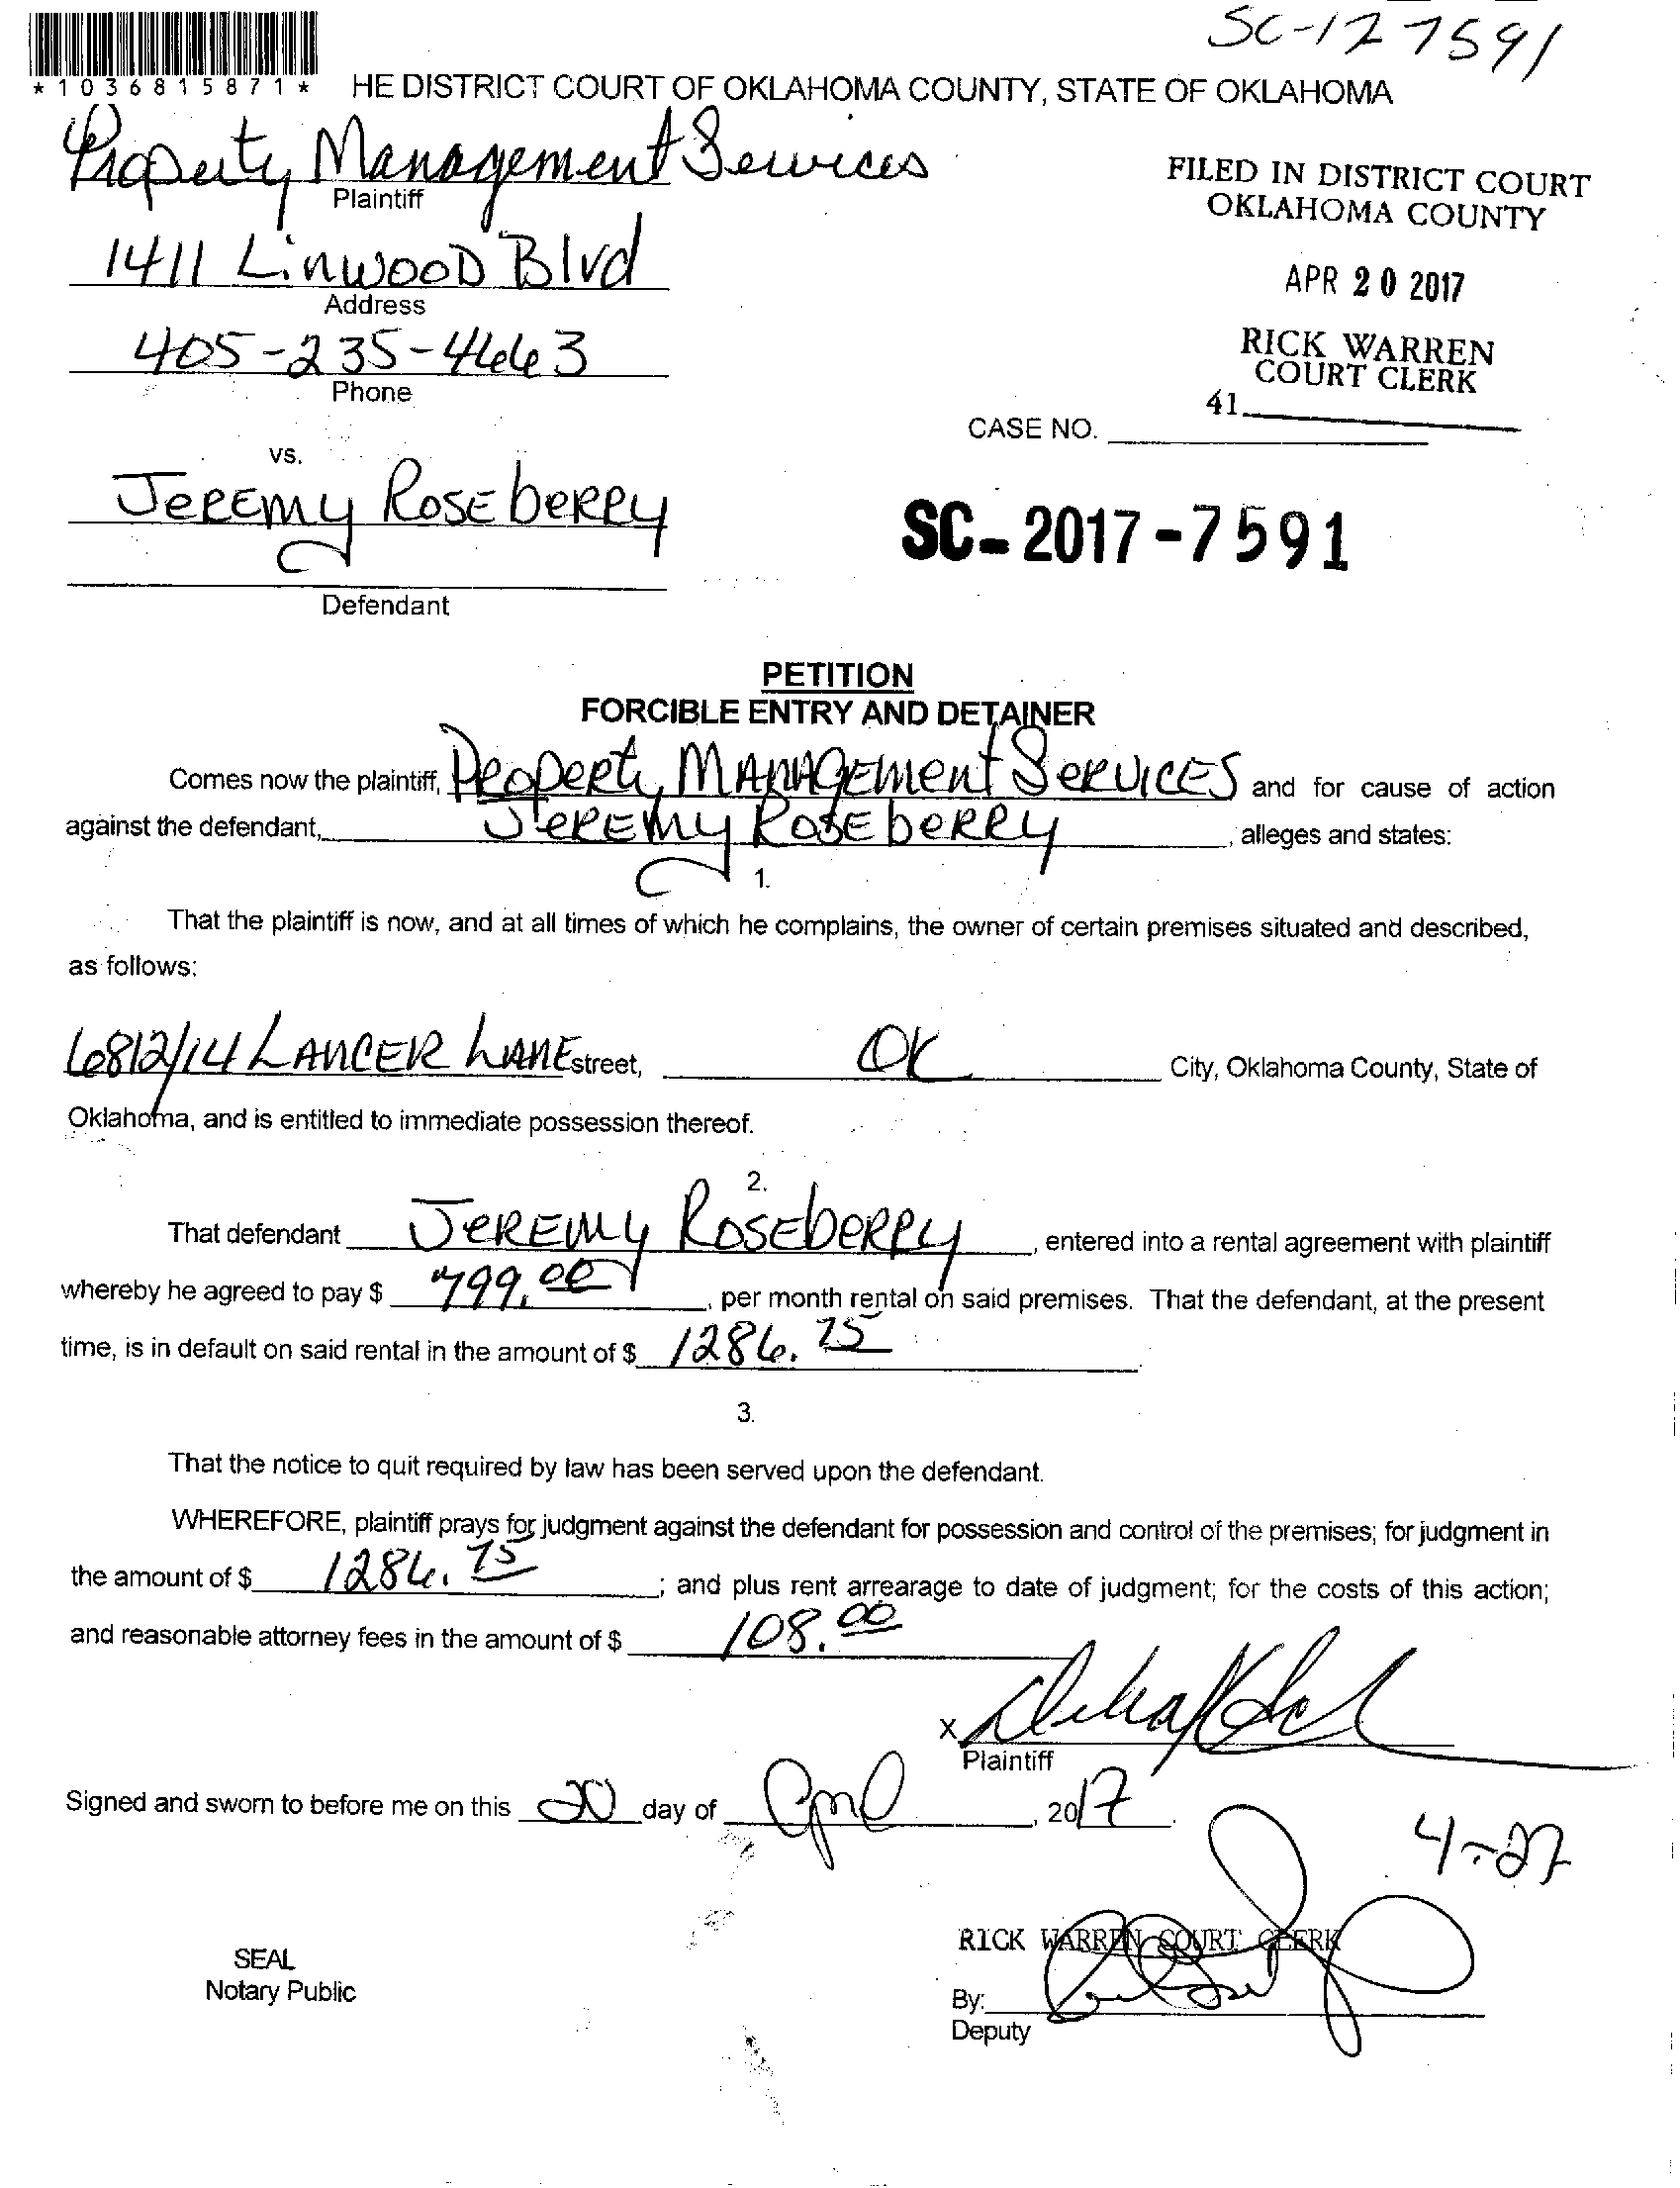 SC-17 7591
*1036815871*
HE DISTRICT COURT OF OKLAHOMA COUNTY, STATE OF OKLAHOMA
Property Management Services
Plaintiff
FILED IN DISTRICT COURT
OKLAHOMA COUNTY
1411 LinwooD Blvd
Address
APR 20 2017
405-235-4663
Phone
RICK WARREN
COURT CLERK
41
CASE NO.
vs.
JeREMy ROSEbeRRy
SC-2017-7591
Defendant
PETITION
FORCIBLE ENTRY AND DETAINER
Comes now the plaintiff, PRopeRty MANAGEMENT SeRVICES and for cause of action
against the defendant, JeREMy ROSEbeRRy, alleges and states:
1.
That the plaintiff is now, and at all times of which he complains, the owner of certain premises situated and described,
as follows:
6812/14 LANCER LANE street, OK City, Oklahoma County, State of
Oklahoma, and is entitled to immediate possession thereof.
2.
That defendant JeREMy ROSEbeRRy, entered into a rental agreement with plaintiff
whereby he agreed to pay $ 799.00, per month rental on said premises. That the defendant, at the present
time, is in default on said rental in the amount of $ 1286.75.
3.
That the notice to quit required by law has been served upon the defendant.
WHEREFORE, plaintiff prays for judgment against the defendant for possession and control of the premises; for judgment in
the amount of $ 1286.75; and plus rent arrearage to date of judgment; for the costs of this action;
and reasonable attorney fees in the amount of $ 108.00
x
Plaintiff
Signed and sworn to before me on this 20 day of April, 2017.
4-27
RICK WARREN COURT CLERK
SEAL
Notary Public
By:
Deputy